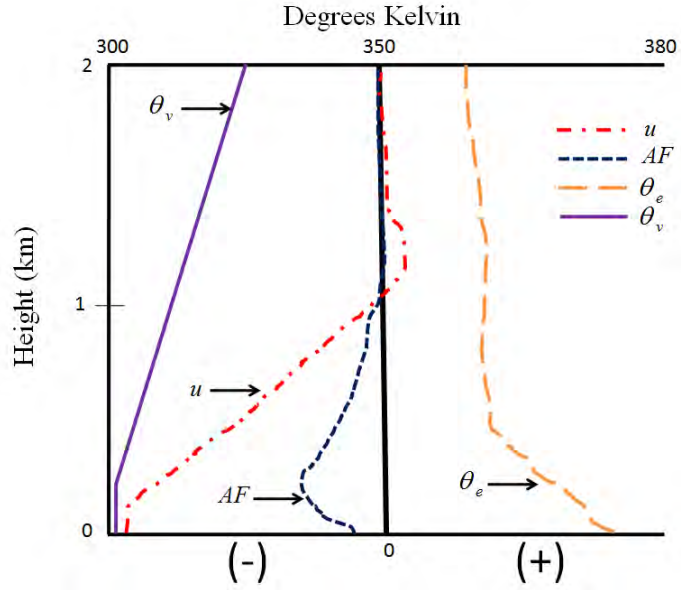 Degrees Kelvin
300 350 380
2
θv
u
AF
θe
θv
Height (km)
1
u
AF
θe
0
0
(-) (+)